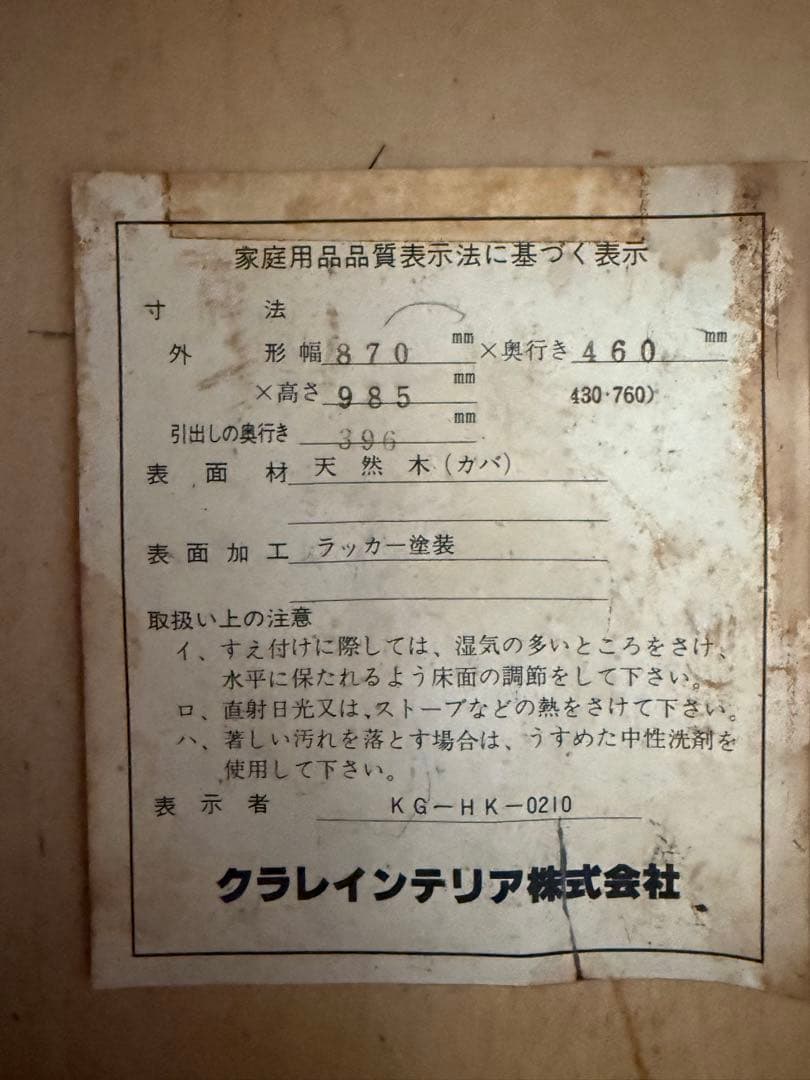 家庭用品品質表示法に基づく表示
寸法
外形 幅 870 mm ×奥行き 460 mm
×高さ 985 mm 430・760)
引出しの奥行き 396 mm
表面材 天然木(カバ)
表面加工 ラッカー塗装
取扱い上の注意
イ、すえ付けに際しては、湿気の多いところをさけ、
水平に保たれるよう床面の調節をして下さい。
ロ、直射日光又は、ストーブなどの熱をさけて下さい。
ハ、著しい汚れを落とす場合は、うすめた中性洗剤を
使用して下さい。
表示者 KG-HK-0210
クラレインテリア株式会社